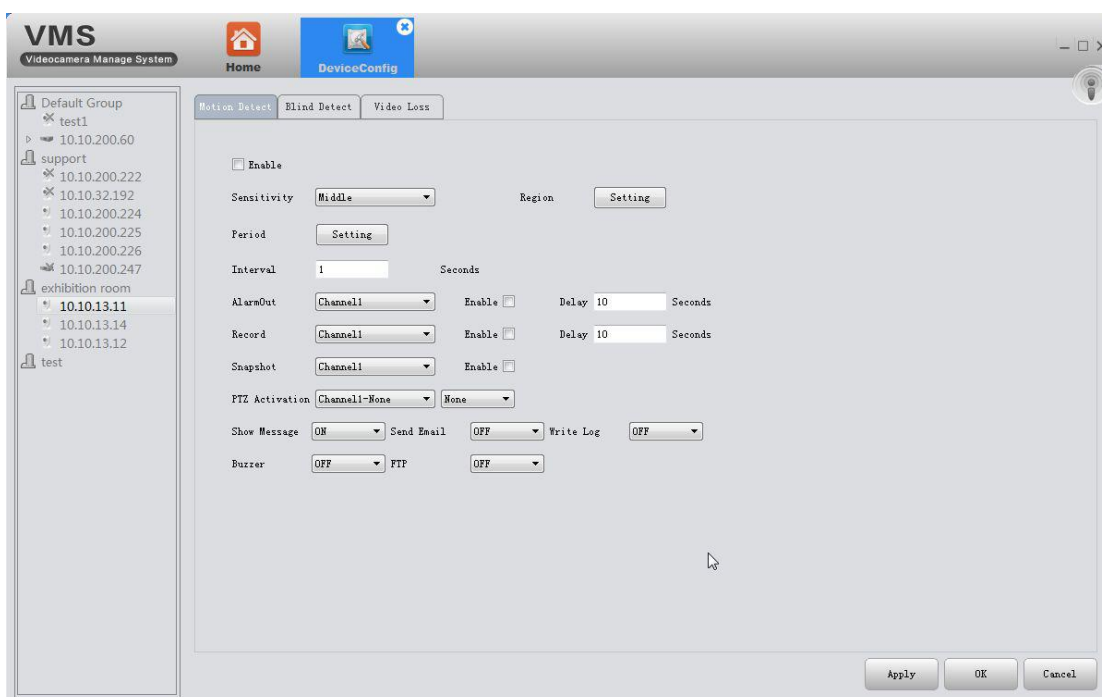 VMS
Videocamera Manage System
Home
DeviceConfig
Default Group
test1
10.10.200.60
support
10.10.200.222
10.10.32.192
10.10.200.224
10.10.200.225
10.10.200.226
10.10.200.247
exhibition room
10.10.13.11
10.10.13.14
10.10.13.12
test
Motion Detect Blind Detect Video Loss
Enable
Sensitivity Middle Region Setting
Period Setting
Interval 1 Seconds
AlarmOut Channel1 Enable Delay 10 Seconds
Record Channel1 Enable Delay 10 Seconds
Snapshot Channel1 Enable
PTZ Activation Channel1-None None
Show Message ON Send Email OFF Write Log OFF
Buzzer OFF FTP OFF
Apply OK Cancel